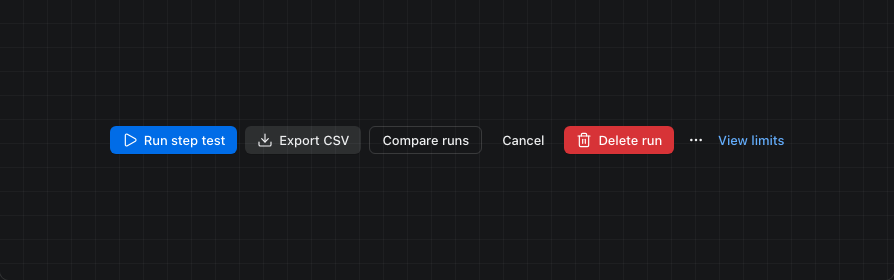 Run step test
Export CSV
Compare runs
Cancel
Delete run
View limits